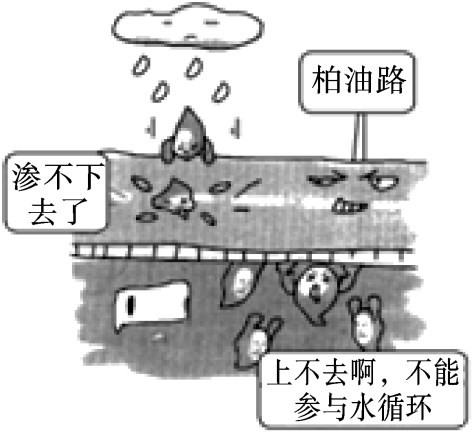 柏油路
渗不下
去了
上不去啊，不能
参与水循环